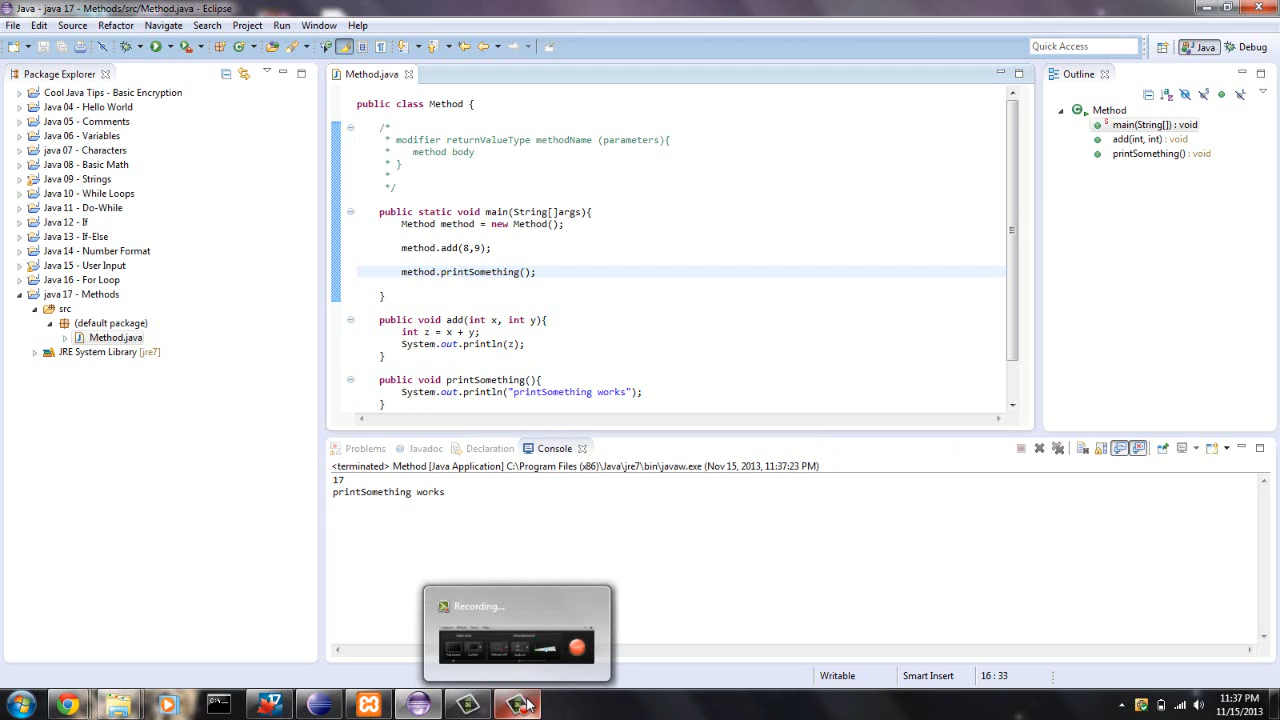 Java - java 17 - Methods/src/Method.java - Eclipse
File Edit Source Refactor Navigate Search Project Run Window Help
Quick Access
Java
Debug
Package Explorer
Cool Java Tips - Basic Encryption
Java 04 - Hello World
Java 05 - Comments
Java 06 - Variables
java 07 - Characters
Java 08 - Basic Math
Java 09 - Strings
Java 10 - While Loops
Java 11 - Do-While
Java 12 - If
Java 13 - If-Else
Java 14 - Number Format
Java 15 - User Input
Java 16 - For Loop
java 17 - Methods
src
(default package)
Method.java
JRE System Library [jre7]
Method.java
public class Method {
/*
* modifier returnValueType methodName (parameters){
* method body
* }
*
*/
public static void main(String[]args){
Method method = new Method();
method.add(8,9);
method.printSomething();
}
public void add(int x, int y){
int z = x + y;
System.out.println(z);
}
public void printSomething(){
System.out.println("printSomething works");
}
Outline
Method
main(String[]) : void
add(int, int) : void
printSomething() : void
Problems @ Javadoc Declaration Console
<terminated> Method [Java Application] C:\Program Files (x86)\Java\jre7\bin\javaw.exe (Nov 15, 2013, 11:37:23 PM)
17
printSomething works
Recording...
Writable Smart Insert 16 : 33
11:37 PM
11/15/2013